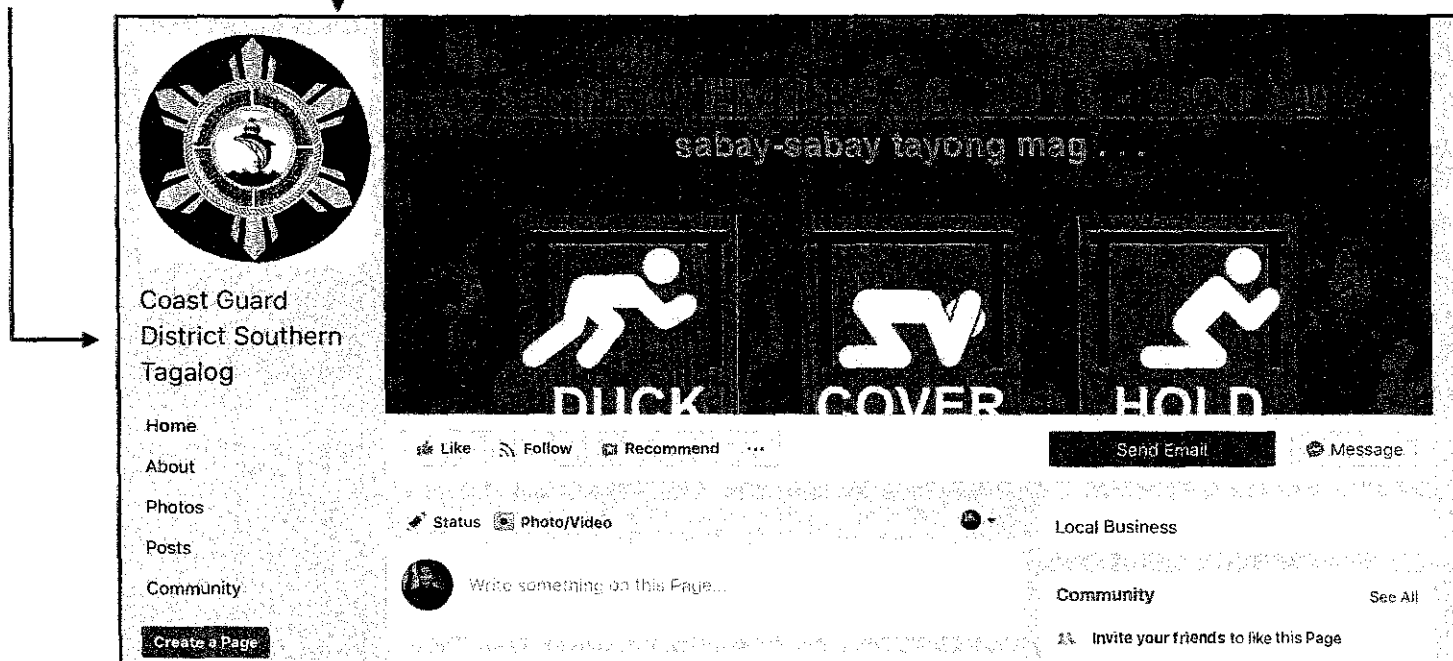 sabay-sabay tayong mag . . .
DUCK COVER HOLD
Coast Guard
District Southern
Tagalog
Home
About
Photos
Posts
Community
Create a Page
Like Follow Recommend ...
Send Email Message
Status Photo/Video
Write something on this Page...
Local Business
Community See All
Invite your friends to like this Page